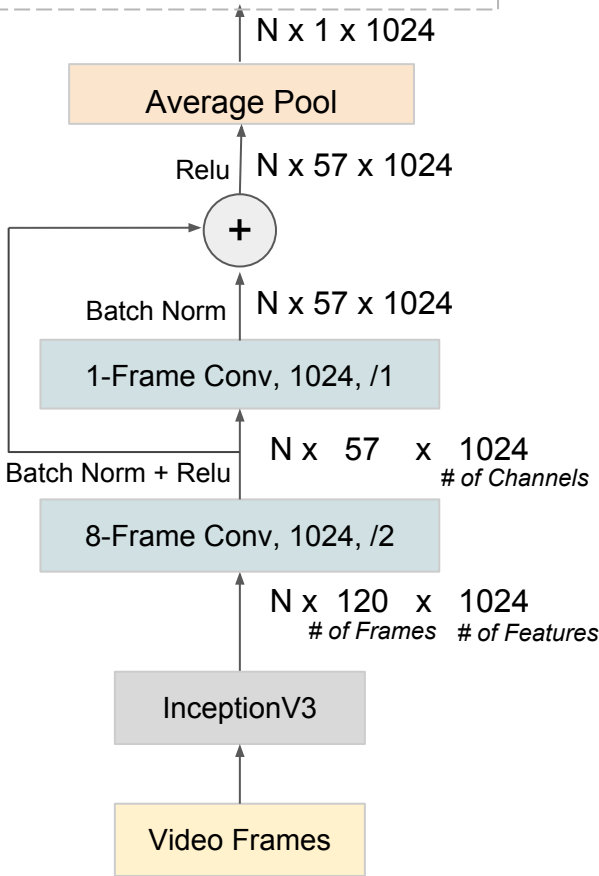 N x 1 x 1024
Average Pool
Relu N x 57 x 1024
+
Batch Norm N x 57 x 1024
1-Frame Conv, 1024, /1
N x 57 x 1024
# of Channels
Batch Norm + Relu
8-Frame Conv, 1024, /2
N x 120 x 1024
# of Frames # of Features
InceptionV3
Video Frames